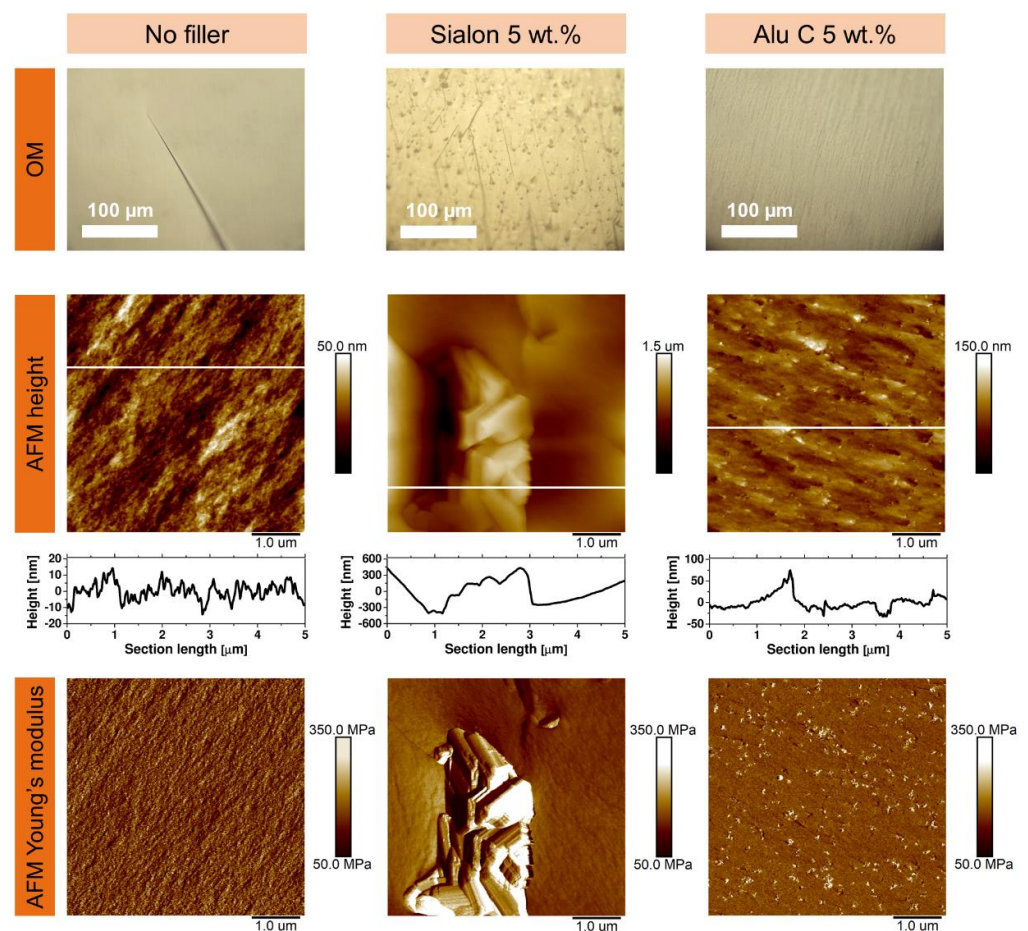 No filler
Sialon 5 wt.%
Alu C 5 wt.%
OM
100 µm
100 µm
100 µm
AFM height
50.0 nm
1.5 um
150.0 nm
1.0 um
1.0 um
1.0 um
Height [nm]
20
10
0
-10
-20
0 1 2 3 4 5
Section length [µm]
Height [nm]
600
300
0
-300
-600
0 1 2 3 4 5
Section length [µm]
Height [nm]
100
50
0
-50
0 1 2 3 4 5
Section length [µm]
AFM Young's modulus
350.0 MPa
50.0 MPa
350.0 MPa
50.0 MPa
350.0 MPa
50.0 MPa
1.0 um
1.0 um
1.0 um